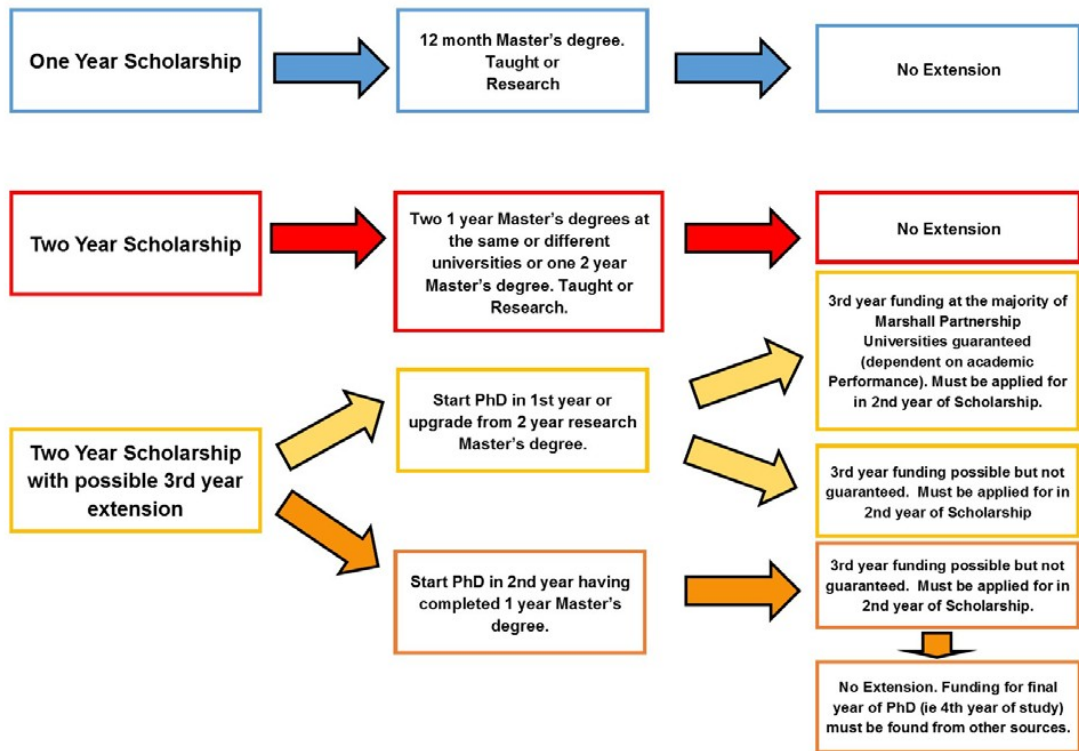 One Year Scholarship
12 month Master's degree.
Taught or
Research
No Extension
Two Year Scholarship
Two 1 year Master's degrees at
the same or different
universities or one 2 year
Master's degree. Taught or
Research.
No Extension
Two Year Scholarship
with possible 3rd year
extension
Start PhD in 1st year or
upgrade from 2 year research
Master's degree.
3rd year funding at the majority of
Marshall Partnership
Universities guaranteed
(dependent on academic
Performance). Must be applied for
in 2nd year of Scholarship.
3rd year funding possible but not
guaranteed. Must be applied for in
2nd year of Scholarship
Start PhD in 2nd year having
completed 1 year Master's
degree.
3rd year funding possible but not
guaranteed. Must be applied for in
2nd year of Scholarship.
No Extension. Funding for final
year of PhD (ie 4th year of study)
must be found from other sources.